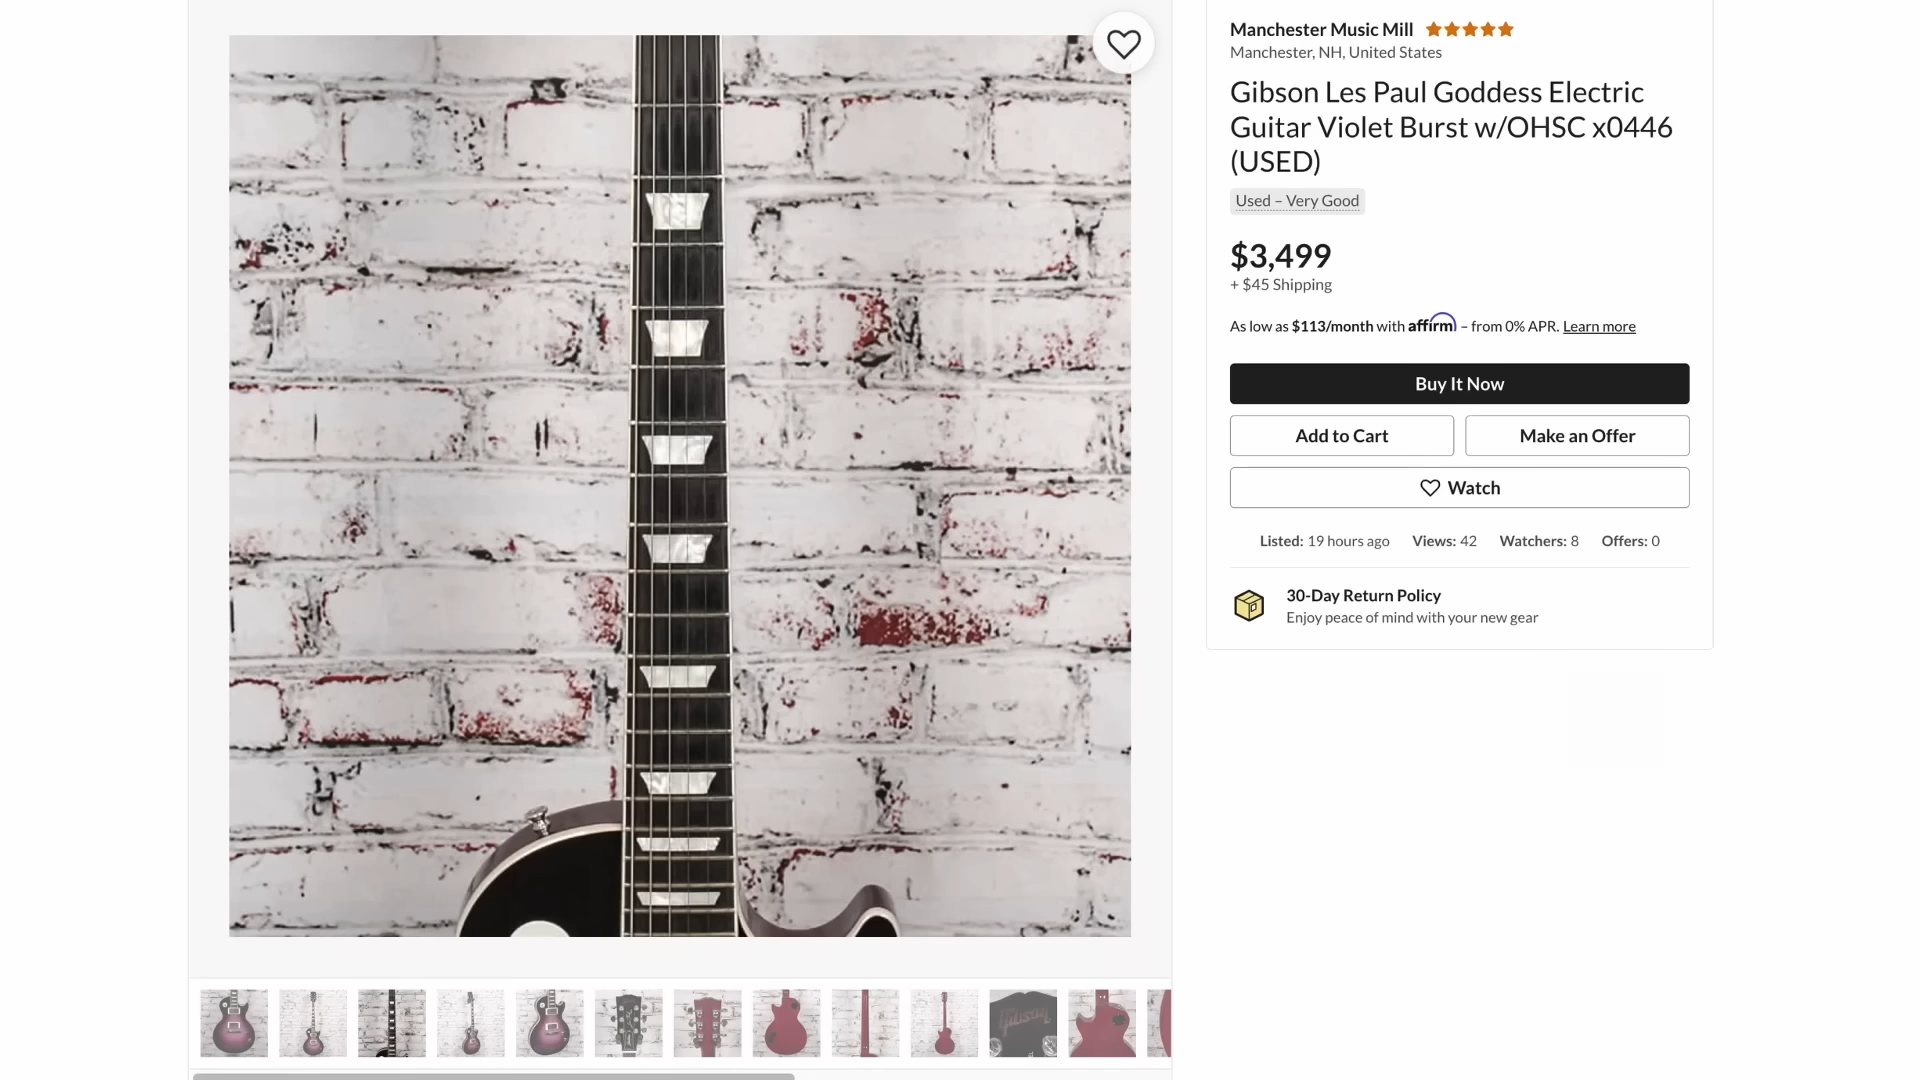 Manchester Music Mill
Manchester, NH, United States
Gibson Les Paul Goddess Electric
Guitar Violet Burst w/OHSC x0446
(USED)
Used – Very Good
$3,499
+ $45 Shipping
As low as $113/month with affirm – from 0% APR. Learn more
Buy It Now
Add to Cart
Make an Offer
Watch
Listed: 19 hours ago Views: 42 Watchers: 8 Offers: 0
30-Day Return Policy
Enjoy peace of mind with your new gear
Gibson